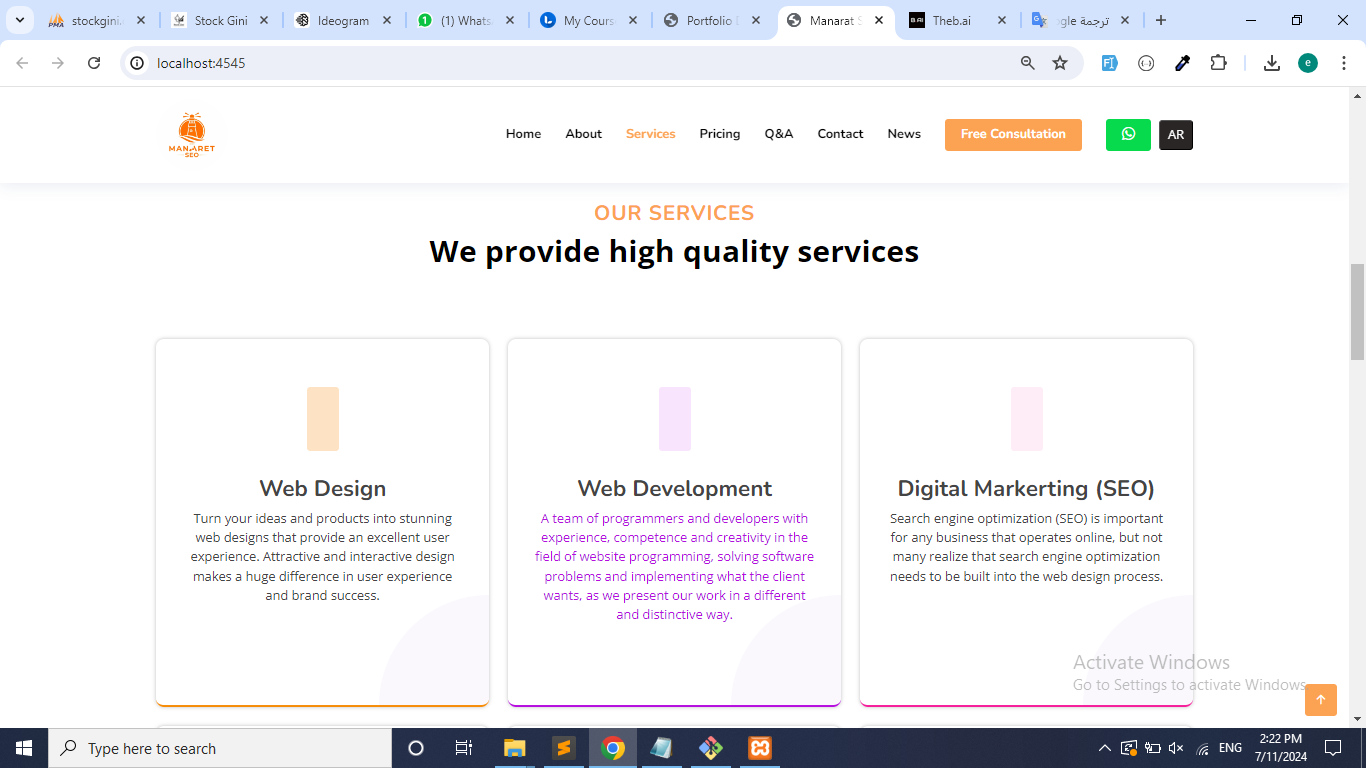 stockgini.
Stock Gini
Ideogram
(1) Whats
My Cours
Portfolio
Manarat S
Theb.ai
ترجمة gle
localhost:4545
MANARET
SEO
Home
About
Services
Pricing
Q&A
Contact
News
Free Consultation
AR
OUR SERVICES
We provide high quality services
Web Design
Turn your ideas and products into stunning
web designs that provide an excellent user
experience. Attractive and interactive design
makes a huge difference in user experience
and brand success.
Web Development
A team of programmers and developers with
experience, competence and creativity in the
field of website programming, solving software
problems and implementing what the client
wants, as we present our work in a different
and distinctive way.
Digital Markerting (SEO)
Search engine optimization (SEO) is important
for any business that operates online, but not
many realize that search engine optimization
needs to be built into the web design process.
Activate Windows
Go to Settings to activate Windows.
Type here to search
ENG
2:22 PM
7/11/2024